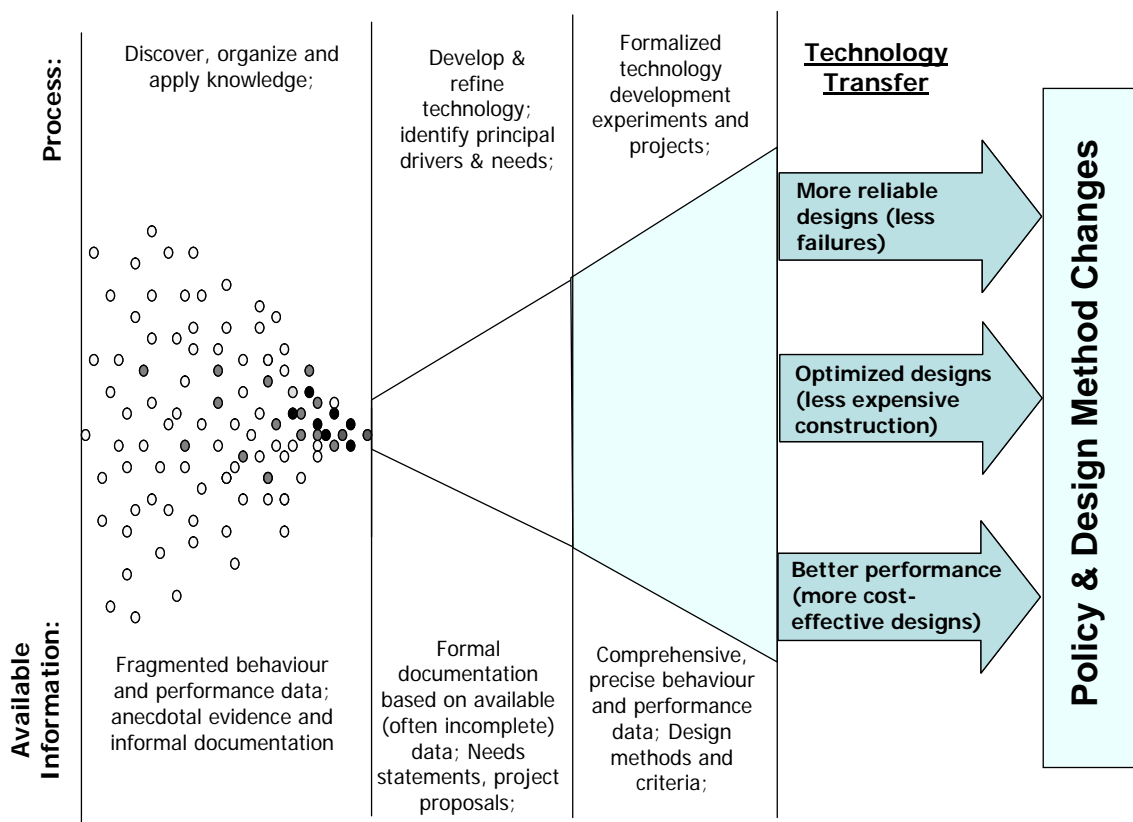 Process:
Discover, organize and
apply knowledge;
Develop &
refine
technology;
identify principal
drivers & needs;
Formalized
technology
development
experiments and
projects;
Technology
Transfer
More reliable
designs (less
failures)
Optimized designs
(less expensive
construction)
Better performance
(more cost-
effective designs)
Policy & Design Method Changes
Available
Information:
Fragmented behaviour
and performance data;
anecdotal evidence and
informal documentation
Formal
documentation
based on available
(often incomplete)
data; Needs
statements, project
proposals;
Comprehensive,
precise behaviour
and performance
data; Design
methods and
criteria;